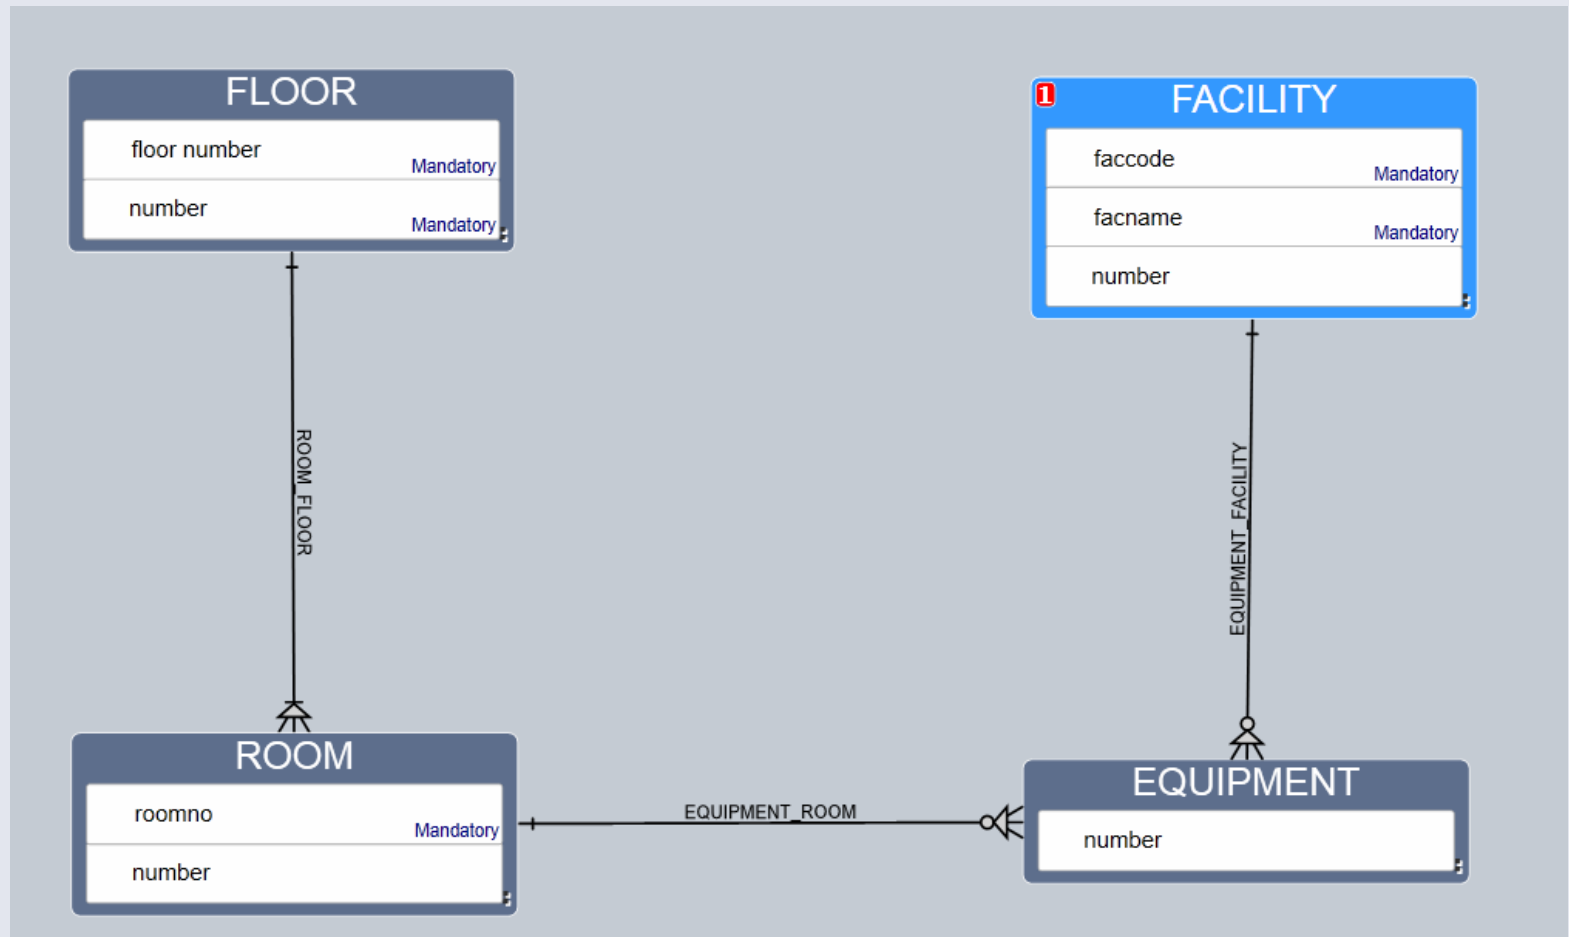 FLOOR
floor number
Mandatory
number
Mandatory
1
FACILITY
faccode
Mandatory
facname
Mandatory
number
ROOM_FLOOR
EQUIPMENT_FACILITY
ROOM
roomno
Mandatory
number
EQUIPMENT_ROOM
EQUIPMENT
number